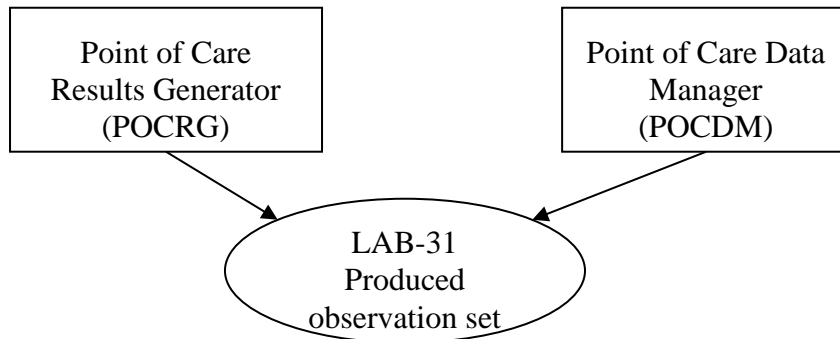 Point of Care
Results Generator
(POCRG)
Point of Care Data
Manager
(POCDM)
LAB-31
Produced
observation set